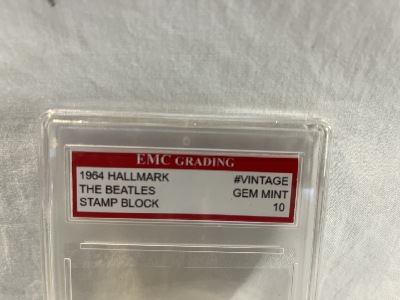 EMC GRADING
1964 HALLMARK #VINTAGE
THE BEATLES GEM MINT
STAMP BLOCK 10